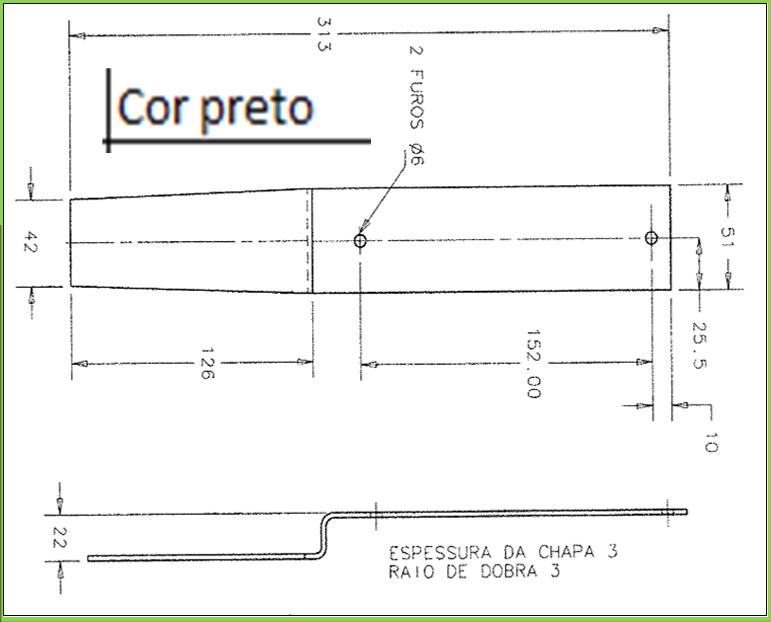 313
2 FUROS Ø6
Cor preto
42
51
25.5
126
152.00
10
22
ESPESSURA DA CHAPA 3
RAIO DE DOBRA 3